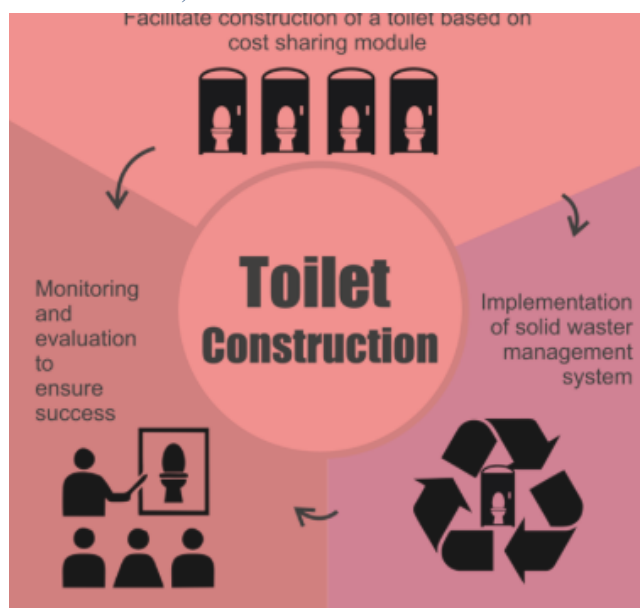 Facilitate construction of a toilet based on
cost sharing module
Toilet
Construction
Monitoring
and
evaluation
to
ensure
success
Implementation
of solid waster
management
system